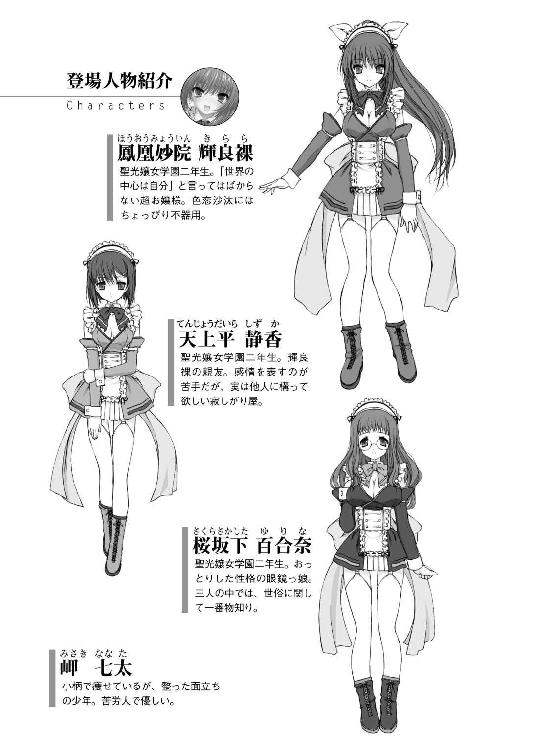 登場人物紹介
Characters
ほうおうみょういん きらら
鳳凰妙院 輝良裸
聖光嬢女学園二年生。「世界の
中心は自分」と言ってはばから
ない超お嬢様。色恋沙汰には
ちょっぴり不器用。
てんじょうだいら しずか
天上平 静香
聖光嬢女学園二年生。輝良
裸の親友。感情を表すのが
苦手だが、実は他人に構って
欲しい寂しがり屋。
さくらさかした ゆりな
桜坂下 百合奈
聖光嬢女学園二年生。おっ
とりした性格の眼鏡っ娘。
三人の中では、世俗に関して
一番物知り。
みさき ななた
岬 七太
小柄で痩せているが、整った面立ち
の少年。苦労人で優しい。